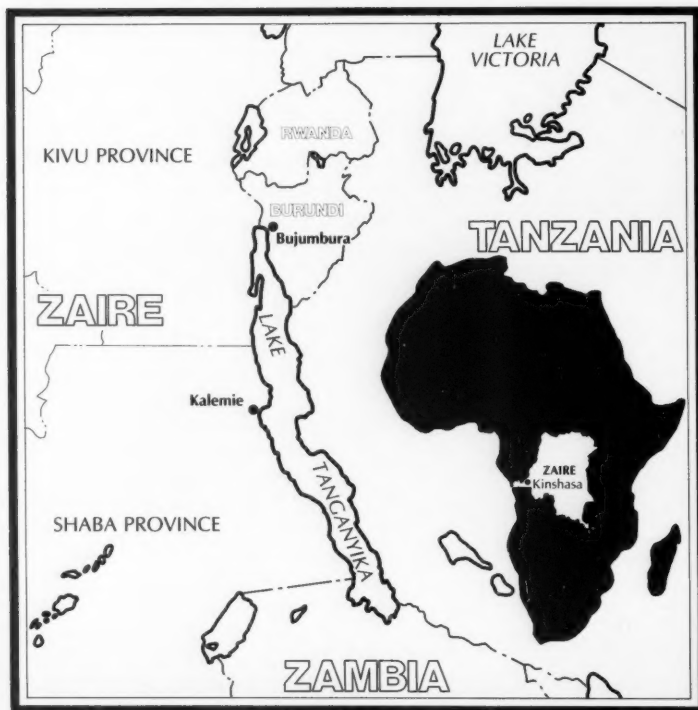 LAKE
VICTORIA
RWANDA
KIVU PROVINCE
BURUNDI
Bujumbura
TANZANIA
ZAIRE
LAKE
Kalemie
TANGANYIKA
ZAIRE
Kinshasa
SHABA PROVINCE
ZAMBIA